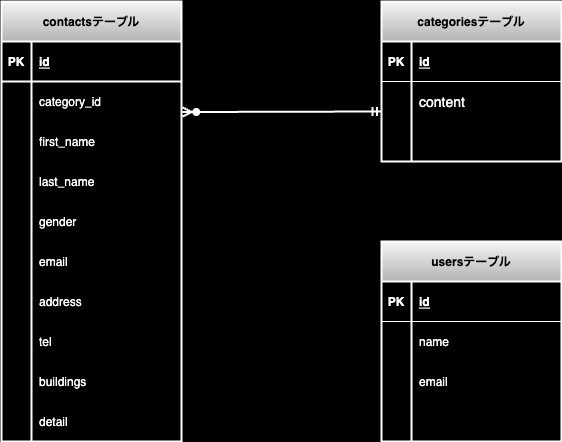 contactsテーブル
PK id
category_id
first_name
last_name
gender
email
address
tel
buildings
detail
categoriesテーブル
PK id
content
usersテーブル
PK id
name
email